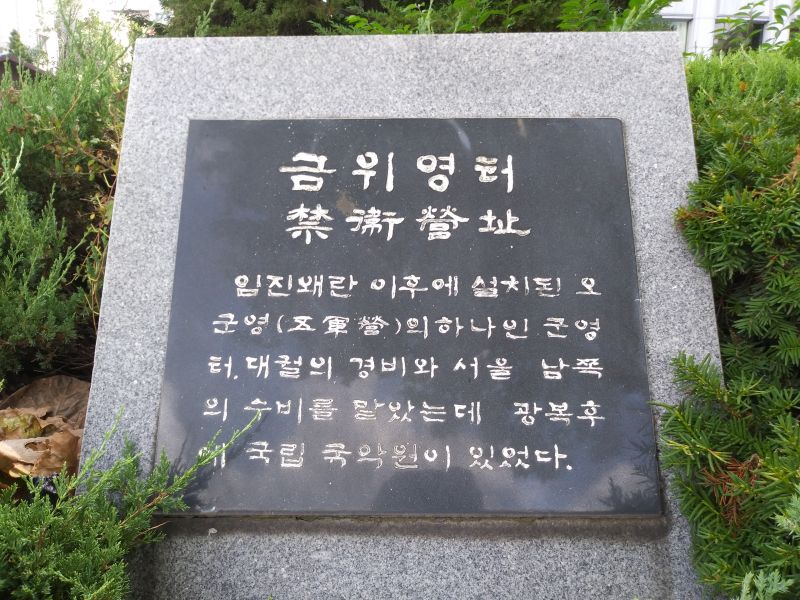 금위영터
禁衛營址
임진왜란 이후에 설치된 오
군영(五軍營)의하나인 군영
터. 대궐의 경비와 서울 남쪽
의 수비를 맡았는데 광복후
에 국립 국악원이 있었다.